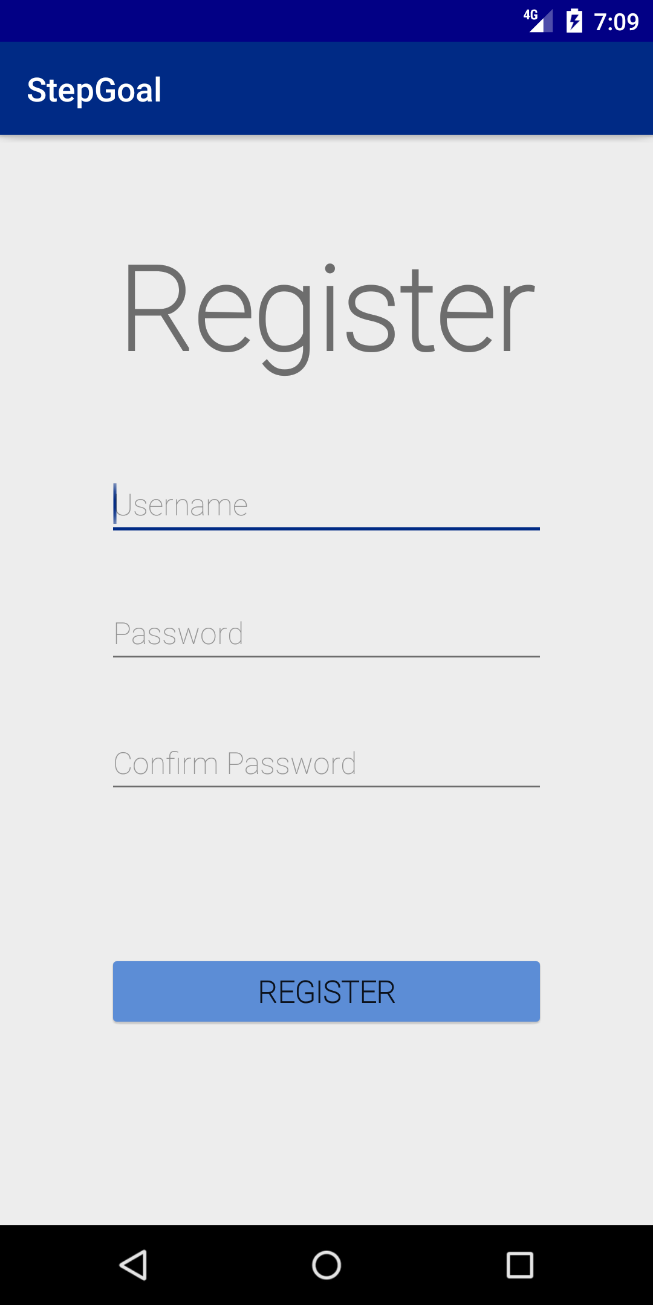 4G 7:09
StepGoal
Register
Username
Password
Confirm Password
REGISTER